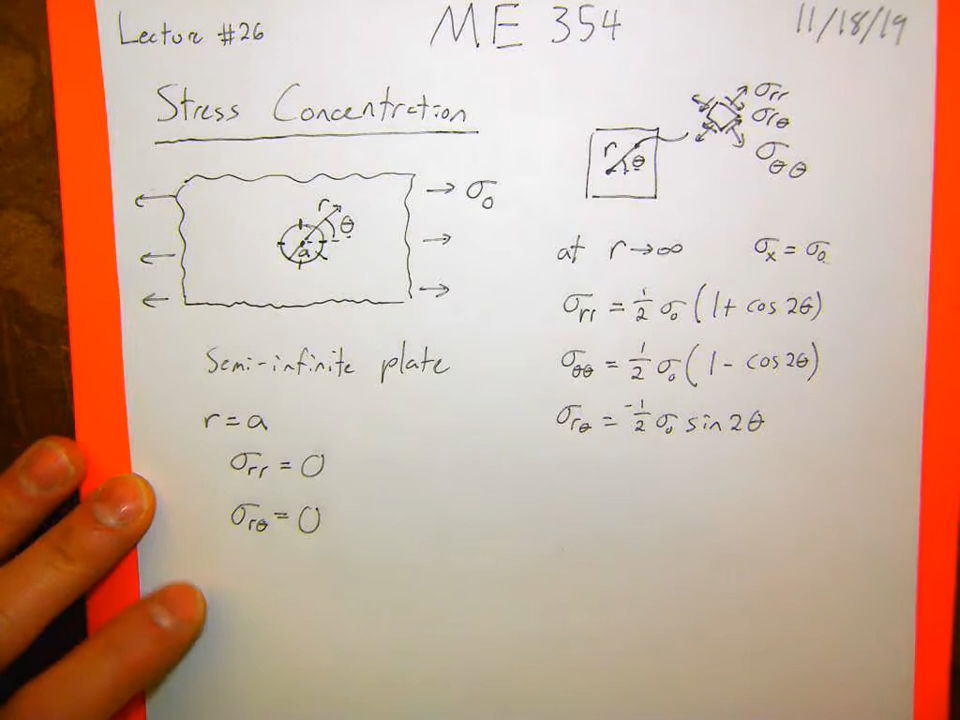 Lecture #26
ME 354
11/18/19
Stress Concentration
σ₀
r
θ
a
r
θ
σrr
σrθ
σθθ
Semi-infinite plate
r = a
σrr = 0
σrθ = 0
at r → ∞ σx = σ₀
σrr = ½ σ₀ (1 + cos 2θ)
σθθ = ½ σ₀ (1 - cos 2θ)
σrθ = -½ σ₀ sin 2θ